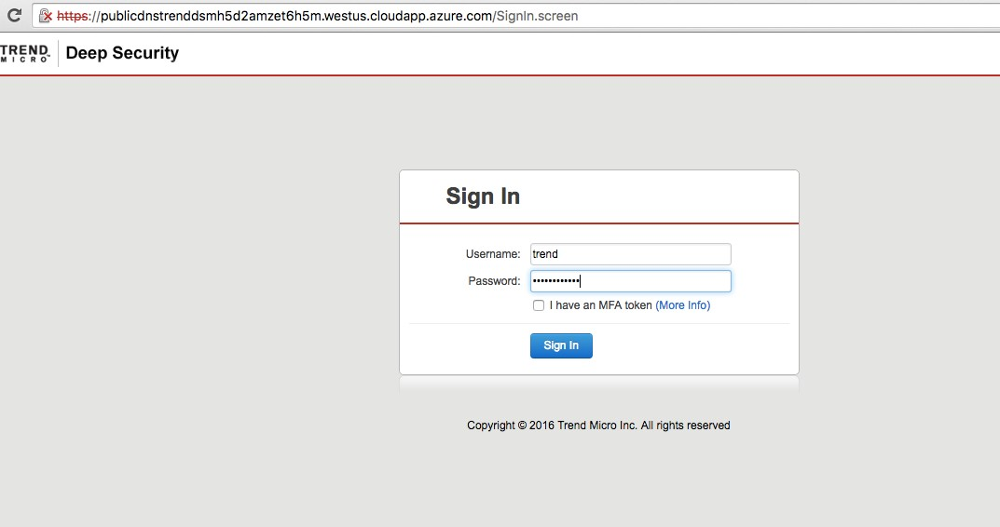 https://publicdnstrenddsmh5d2amzet6h5m.westus.cloudapp.azure.com/SignIn.screen
TREND MICRO Deep Security
Sign In
Username: trend
Password: ••••••••••••
I have an MFA token (More Info)
Sign In
Copyright © 2016 Trend Micro Inc. All rights reserved